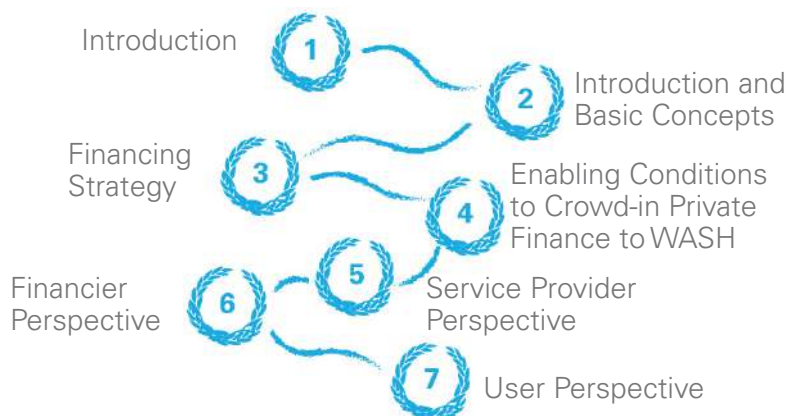 Introduction
1
2
Introduction and
Basic Concepts
Financing
Strategy
3
4
Enabling Conditions
to Crowd-in Private
Finance to WASH
5
Service Provider
Perspective
Financier
Perspective
6
7
User Perspective